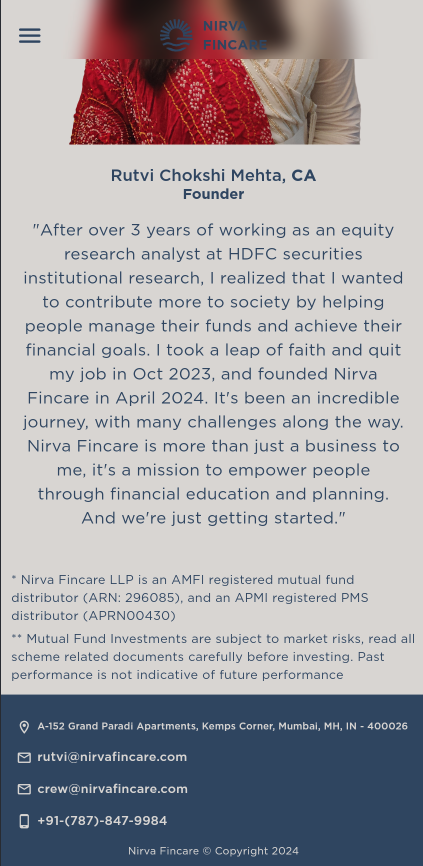 NIRVA
FINCARE
Rutvi Chokshi Mehta, CA
Founder
"After over 3 years of working as an equity
research analyst at HDFC securities
institutional research, I realized that I wanted
to contribute more to society by helping
people manage their funds and achieve their
financial goals. I took a leap of faith and quit
my job in Oct 2023, and founded Nirva
Fincare in April 2024. It's been an incredible
journey, with many challenges along the way.
Nirva Fincare is more than just a business to
me, it's a mission to empower people
through financial education and planning.
And we're just getting started."
* Nirva Fincare LLP is an AMFI registered mutual fund
distributor (ARN: 296085), and an APMI registered PMS
distributor (APRN00430)
** Mutual Fund Investments are subject to market risks, read all
scheme related documents carefully before investing. Past
performance is not indicative of future performance
A-152 Grand Paradi Apartments, Kemps Corner, Mumbai, MH, IN - 400026
rutvi@nirvafincare.com
crew@nirvafincare.com
+91-(787)-847-9984
Nirva Fincare © Copyright 2024